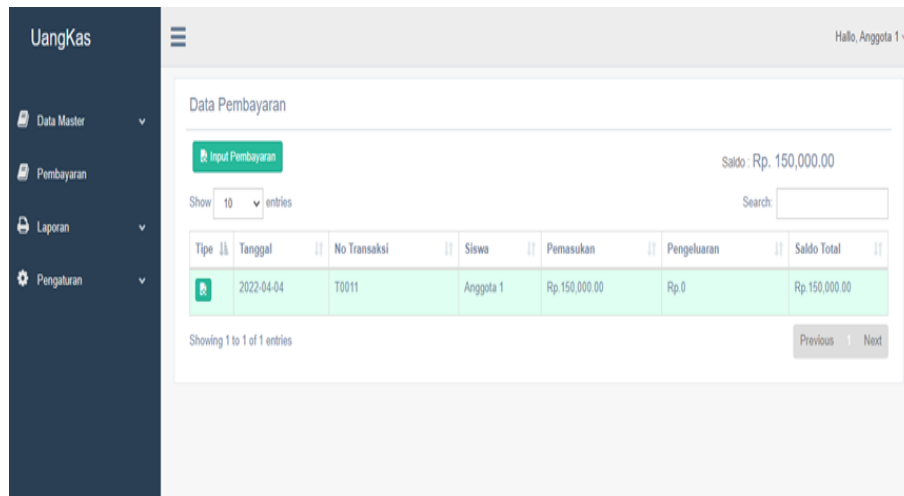 UangKas
Hallo, Anggota 1
Data Master
Pembayaran
Laporan
Pengaturan
Data Pembayaran
Input Pembayaran
Saldo : Rp. 150,000.00
Show 10 entries
Search:
Tipe Tanggal No Transaksi Siswa Pemasukan Pengeluaran Saldo Total
2022-04-04 T0011 Anggota 1 Rp.150,000.00 Rp.0 Rp.150,000.00
Showing 1 to 1 of 1 entries
Previous 1 Next